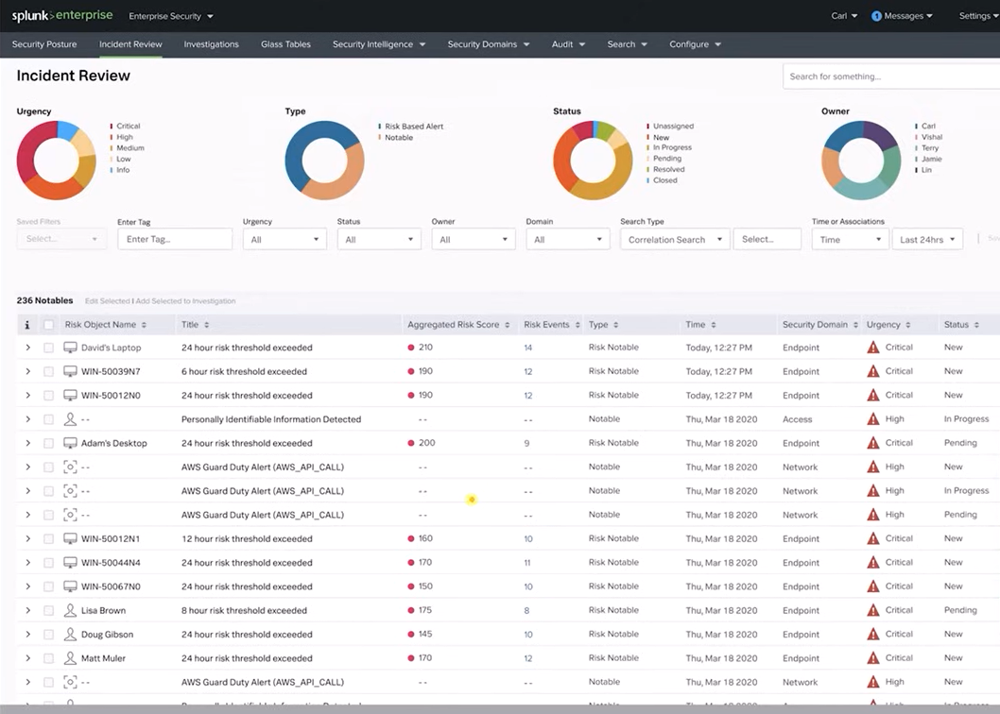 splunk>enterprise Enterprise Security Carl 1 Messages Settings
Security Posture Incident Review Investigations Glass Tables Security Intelligence Security Domains Audit Search Configure
Incident Review
Search for something...
Urgency
Critical
High
Medium
Low
Info
Type
Risk Based Alert
Notable
Status
Unassigned
New
In Progress
Pending
Resolved
Closed
Owner
Carl
Vishal
Terry
Jamie
Lin
Saved Filters Enter Tag Urgency Status Owner Domain Search Type Time or Associations
Select... Enter Tag... All All All All Correlation Search Select... Time Last 24hrs
236 Notables Edit Selected | Add Selected to Investigation
i Risk Object Name Title Aggregated Risk Score Risk Events Type Time Security Domain Urgency Status
David's Laptop 24 hour risk threshold exceeded 210 14 Risk Notable Today, 12:27 PM Endpoint Critical New
WIN-50039N7 6 hour risk threshold exceeded 190 12 Risk Notable Today, 12:27 PM Endpoint Critical New
WIN-50012N0 24 hour risk threshold exceeded 190 12 Risk Notable Today, 12:27 PM Endpoint Critical New
-- Personally Identifiable Information Detected -- -- Notable Thu, Mar 18 2020 Access High In Progress
Adam's Desktop 24 hour risk threshold exceeded 200 9 Risk Notable Thu, Mar 18 2020 Endpoint Critical Pending
-- AWS Guard Duty Alert (AWS_API_CALL) -- -- Notable Thu, Mar 18 2020 Network High New
-- AWS Guard Duty Alert (AWS_API_CALL) -- -- Notable Thu, Mar 18 2020 Network High In Progress
-- AWS Guard Duty Alert (AWS_API_CALL) -- -- Notable Thu, Mar 18 2020 Network High Pending
WIN-50012N1 12 hour risk threshold exceeded 160 10 Risk Notable Thu, Mar 18 2020 Endpoint Critical New
WIN-50044N4 24 hour risk threshold exceeded 170 11 Risk Notable Thu, Mar 18 2020 Endpoint Critical New
WIN-50067N0 24 hour risk threshold exceeded 150 10 Risk Notable Thu, Mar 18 2020 Endpoint Critical New
Lisa Brown 8 hour risk threshold exceeded 175 8 Risk Notable Thu, Mar 18 2020 Endpoint Critical Pending
Doug Gibson 24 hour risk threshold exceeded 145 10 Risk Notable Thu, Mar 18 2020 Endpoint Critical New
Matt Muler 24 hour risk threshold exceeded 170 12 Risk Notable Thu, Mar 18 2020 Endpoint Critical New
-- AWS Guard Duty Alert (AWS_API_CALL) -- -- Notable Thu, Mar 18 2020 Network High New